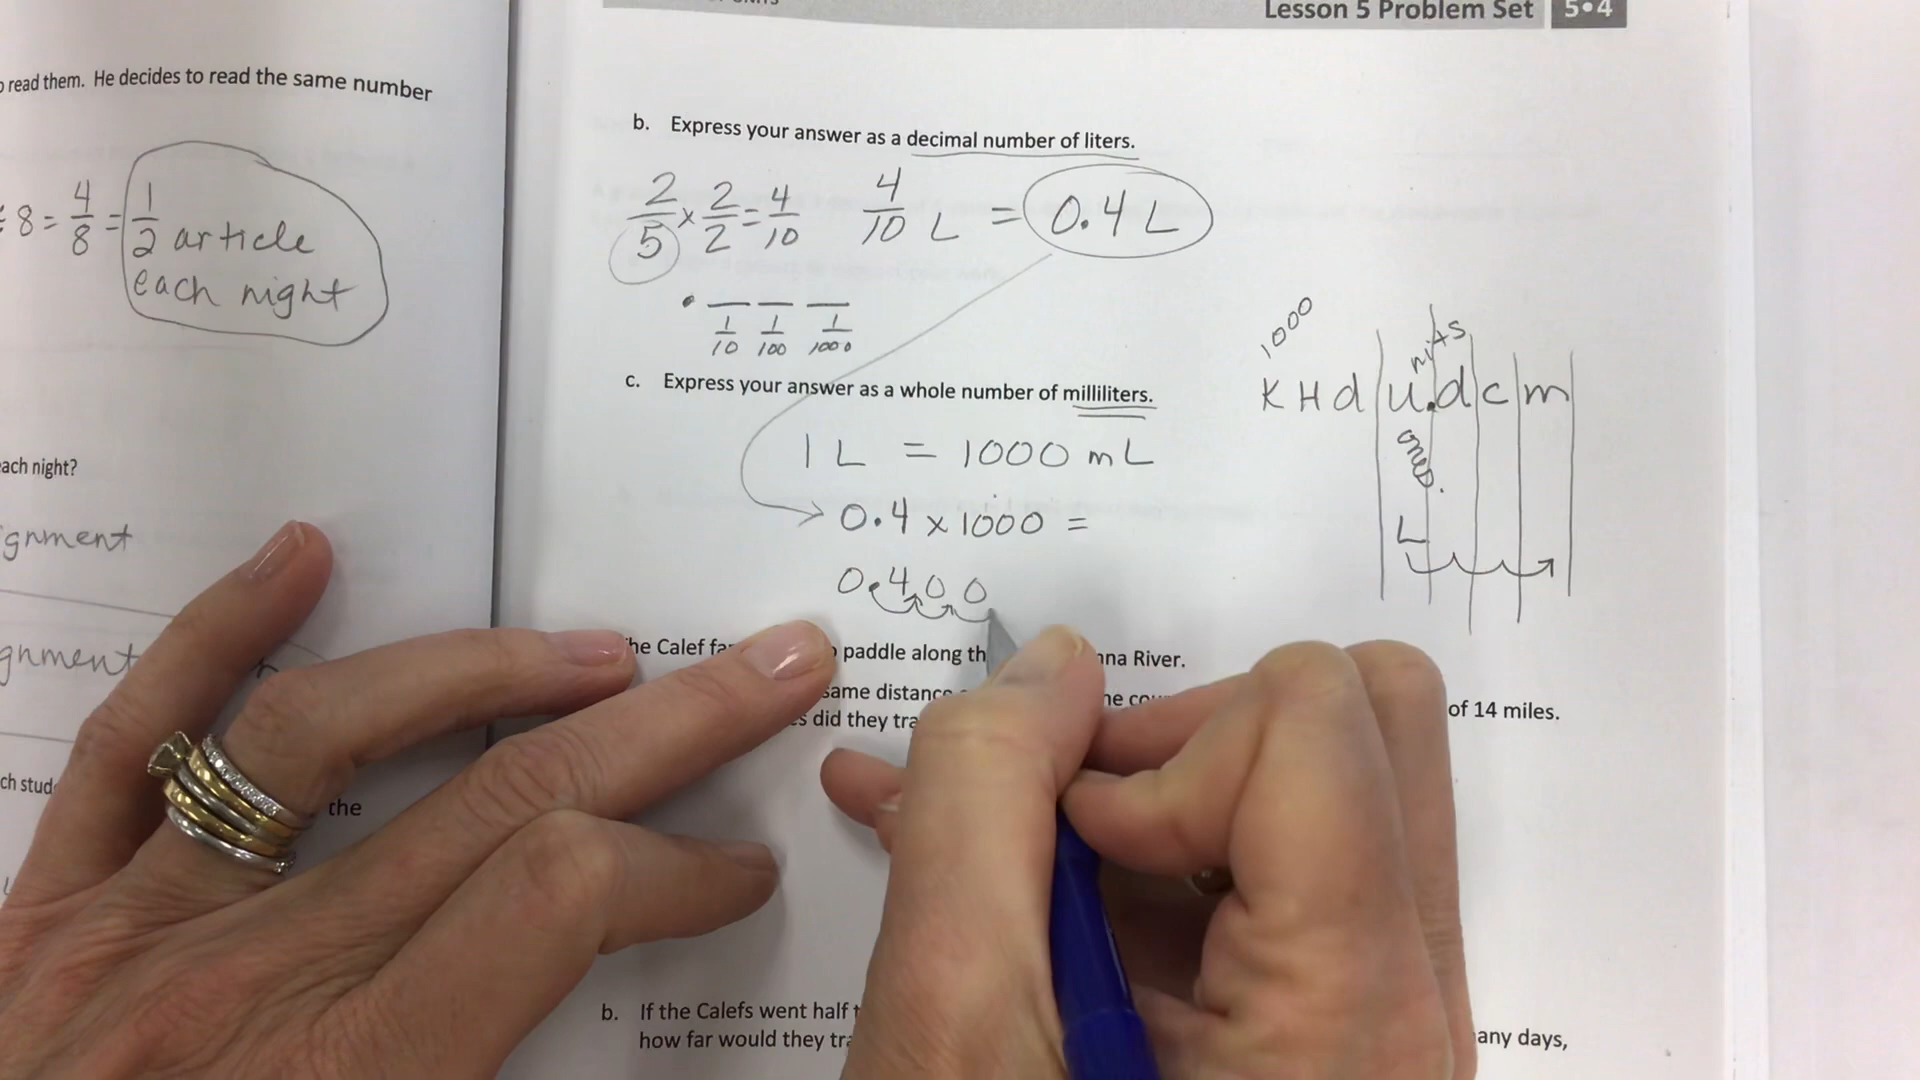 Lesson 5 Problem Set 5•4
read them. He decides to read the same number
8 = 4/8 = 1/2 article
each night
each night?
gnment
gnment
ch stud
the
b. Express your answer as a decimal number of liters.
2/5 x 2/2 = 4/10 4/10 L = 0.4 L
. 1/10 1/100 1/1000
c. Express your answer as a whole number of milliliters.
1 L = 1000 mL
0.4 x 1000 =
0.400
1000
units
K H d u . d c m
ones.
L
he Calef fa paddle along th nna River.
same distance he cou of 14 miles.
s did they tra
b. If the Calefs went half
how far would they tra any days,